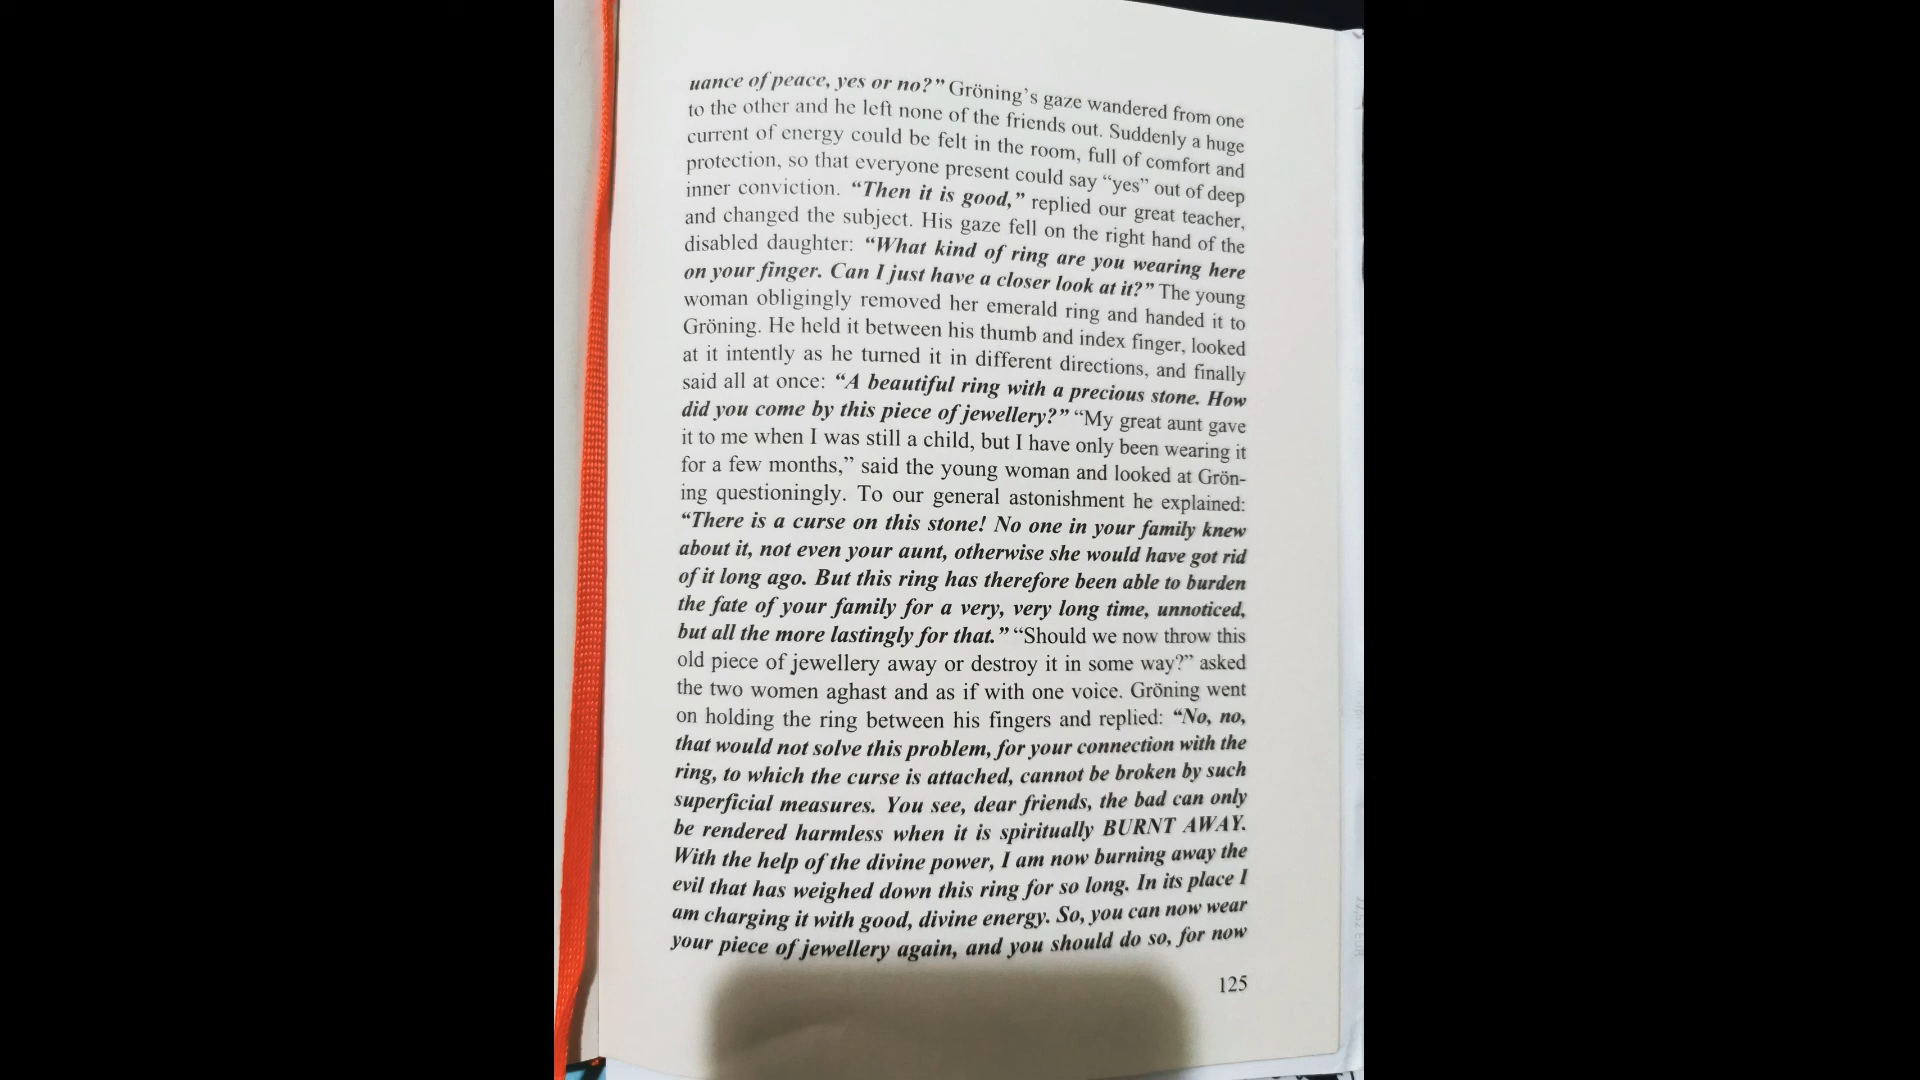 uance of peace, yes or no?” Gröning’s gaze wandered from one
to the other and he left none of the friends out. Suddenly a huge
current of energy could be felt in the room, full of comfort and
protection, so that everyone present could say “yes” out of deep
inner conviction. “Then it is good,” replied our great teacher,
and changed the subject. His gaze fell on the right hand of the
disabled daughter: “What kind of ring are you wearing here
on your finger. Can I just have a closer look at it?” The young
woman obligingly removed her emerald ring and handed it to
Gröning. He held it between his thumb and index finger, looked
at it intently as he turned it in different directions, and finally
said all at once: “A beautiful ring with a precious stone. How
did you come by this piece of jewellery?” “My great aunt gave
it to me when I was still a child, but I have only been wearing it
for a few months,” said the young woman and looked at Grön-
ing questioningly. To our general astonishment he explained:
“There is a curse on this stone! No one in your family knew
about it, not even your aunt, otherwise she would have got rid
of it long ago. But this ring has therefore been able to burden
the fate of your family for a very, very long time, unnoticed,
but all the more lastingly for that.” “Should we now throw this
old piece of jewellery away or destroy it in some way?” asked
the two women aghast and as if with one voice. Gröning went
on holding the ring between his fingers and replied: “No, no,
that would not solve this problem, for your connection with the
ring, to which the curse is attached, cannot be broken by such
superficial measures. You see, dear friends, the bad can only
be rendered harmless when it is spiritually BURNT AWAY.
With the help of the divine power, I am now burning away the
evil that has weighed down this ring for so long. In its place I
am charging it with good, divine energy. So, you can now wear
your piece of jewellery again, and you should do so, for now
125